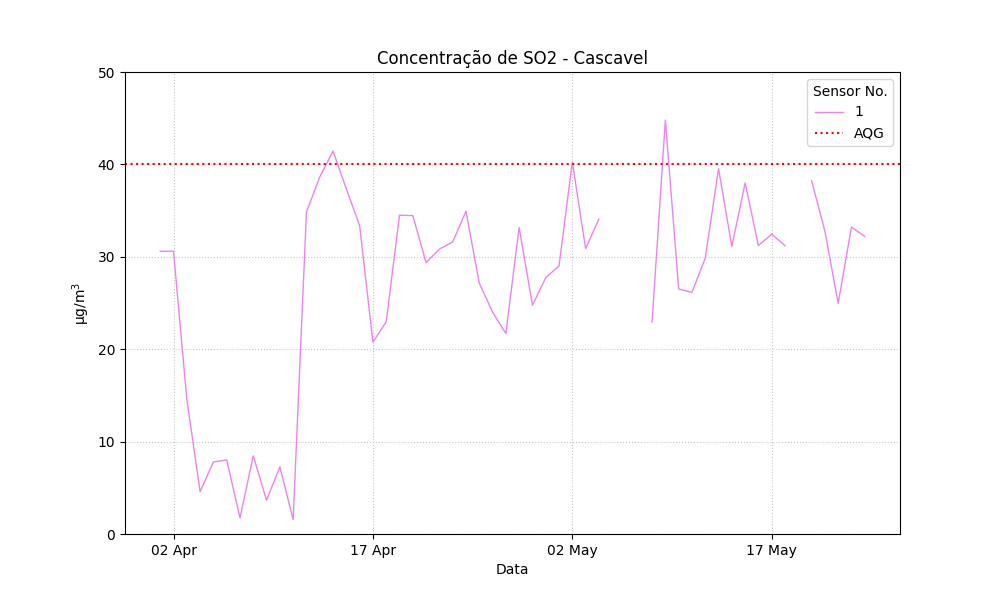 Concentração de SO2 - Cascavel
Sensor No.
1
AQG
50
40
30
20
10
0
µg/m³
02 Apr
17 Apr
02 May
17 May
Data